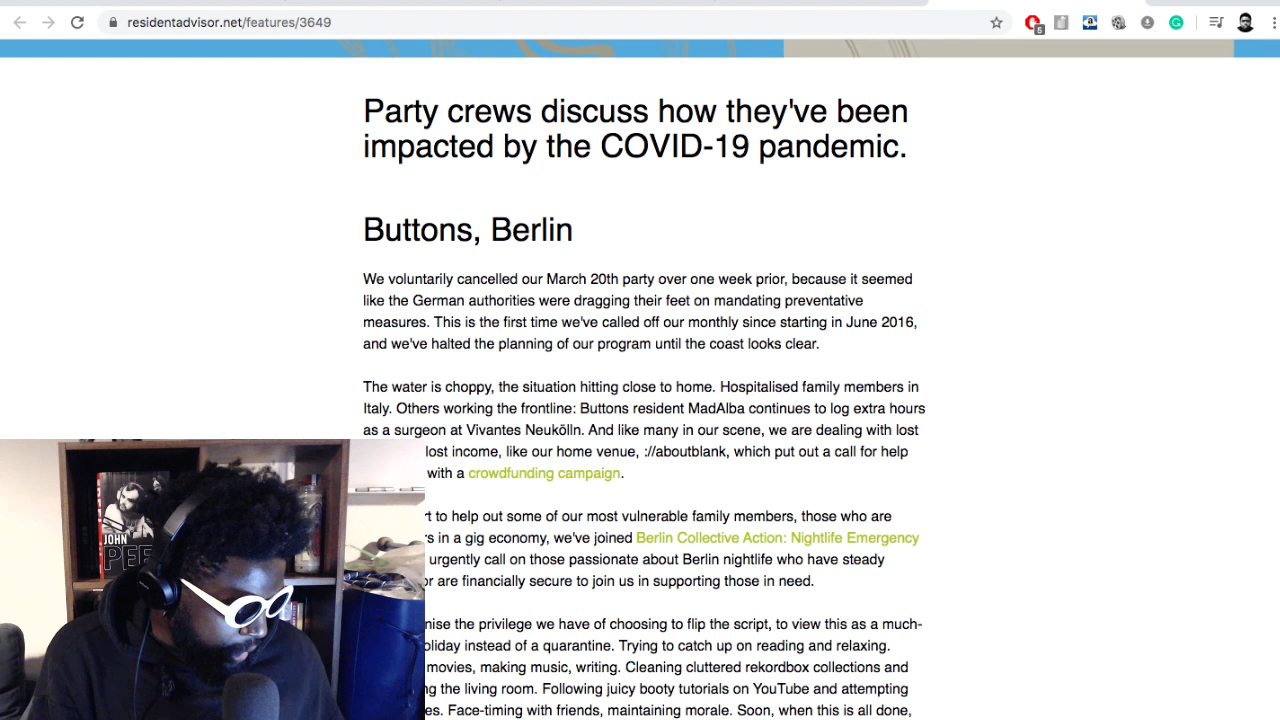 residentadvisor.net/features/3649
5
Party crews discuss how they've been
impacted by the COVID-19 pandemic.
Buttons, Berlin
We voluntarily cancelled our March 20th party over one week prior, because it seemed
like the German authorities were dragging their feet on mandating preventative
measures. This is the first time we've called off our monthly since starting in June 2016,
and we've halted the planning of our program until the coast looks clear.
The water is choppy, the situation hitting close to home. Hospitalised family members in
Italy. Others working the frontline: Buttons resident MadAlba continues to log extra hours
as a surgeon at Vivantes Neukölln. And like many in our scene, we are dealing with lost
lost income, like our home venue, ://aboutblank, which put out a call for help
with a crowdfunding campaign.
to help out some of our most vulnerable family members, those who are
in a gig economy, we've joined Berlin Collective Action: Nightlife Emergency
urgently call on those passionate about Berlin nightlife who have steady
or are financially secure to join us in supporting those in need.
the privilege we have of choosing to flip the script, to view this as a much-
instead of a quarantine. Trying to catch up on reading and relaxing.
movies, making music, writing. Cleaning cluttered rekordbox collections and
the living room. Following juicy booty tutorials on YouTube and attempting
Face-timing with friends, maintaining morale. Soon, when this is all done,
JOHN
PEE